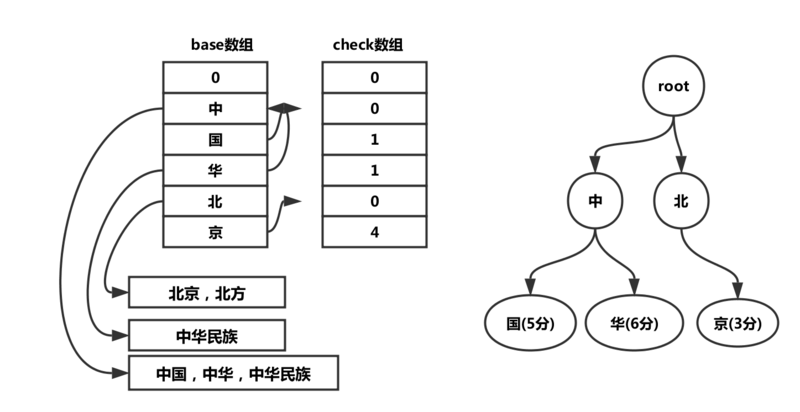 base数组
check数组
0
中
国
华
北
京
0
0
1
1
0
4
北京，北方
中华民族
中国，中华，中华民族
root
中
北
国(5分)
华(6分)
京(3分)